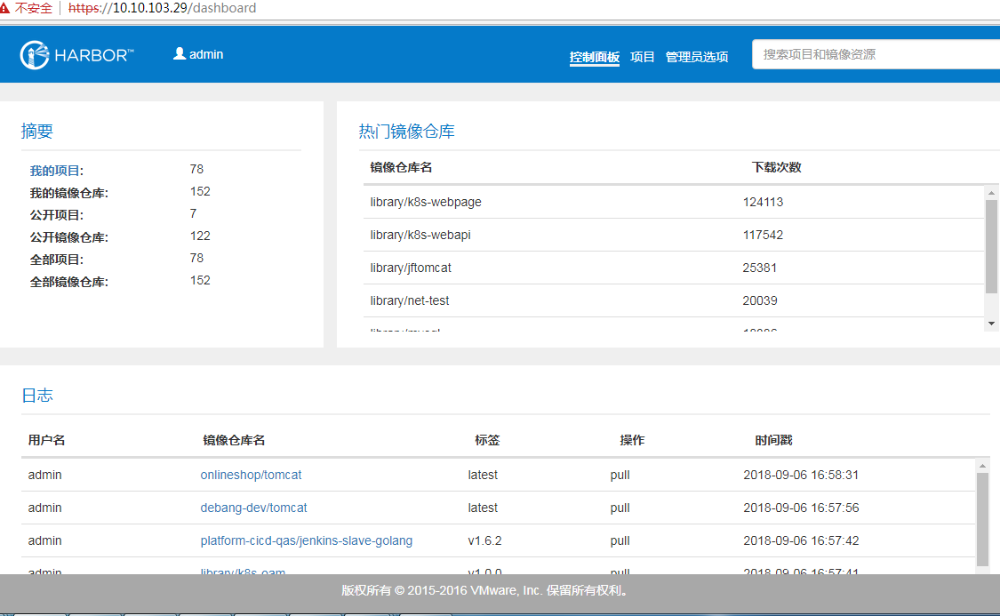 不安全 https://10.10.103.29/dashboard
HARBOR™ admin 控制面板 项目 管理员选项 搜索项目和镜像资源
摘要
我的项目: 78
我的镜像仓库: 152
公开项目: 7
公开镜像仓库: 122
全部项目: 78
全部镜像仓库: 152
热门镜像仓库
镜像仓库名 下载次数
library/k8s-webpage 124113
library/k8s-webapi 117542
library/jftomcat 25381
library/net-test 20039
日志
用户名 镜像仓库名 标签 操作 时间戳
admin onlineshop/tomcat latest pull 2018-09-06 16:58:31
admin debang-dev/tomcat latest pull 2018-09-06 16:57:56
admin platform-cicd-qas/jenkins-slave-golang v1.6.2 pull 2018-09-06 16:57:42
admin library/k8s-oam v1.0.0 pull 2018-09-06 16:57:41
版权所有 © 2015-2016 VMware, Inc. 保留所有权利。